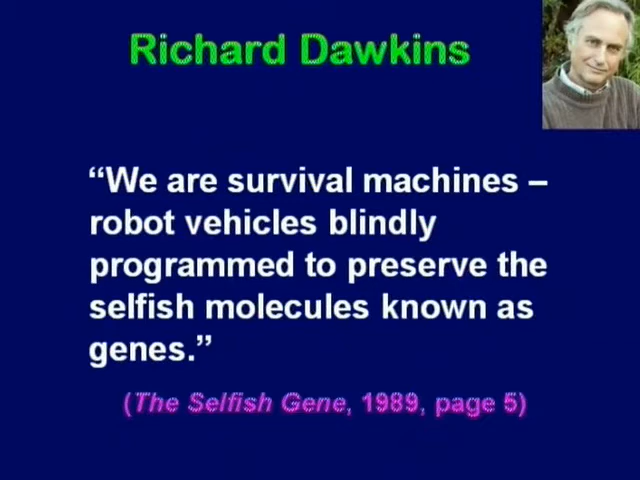 Richard Dawkins
“We are survival machines –
robot vehicles blindly
programmed to preserve the
selfish molecules known as
genes.”
(The Selfish Gene, 1989, page 5)